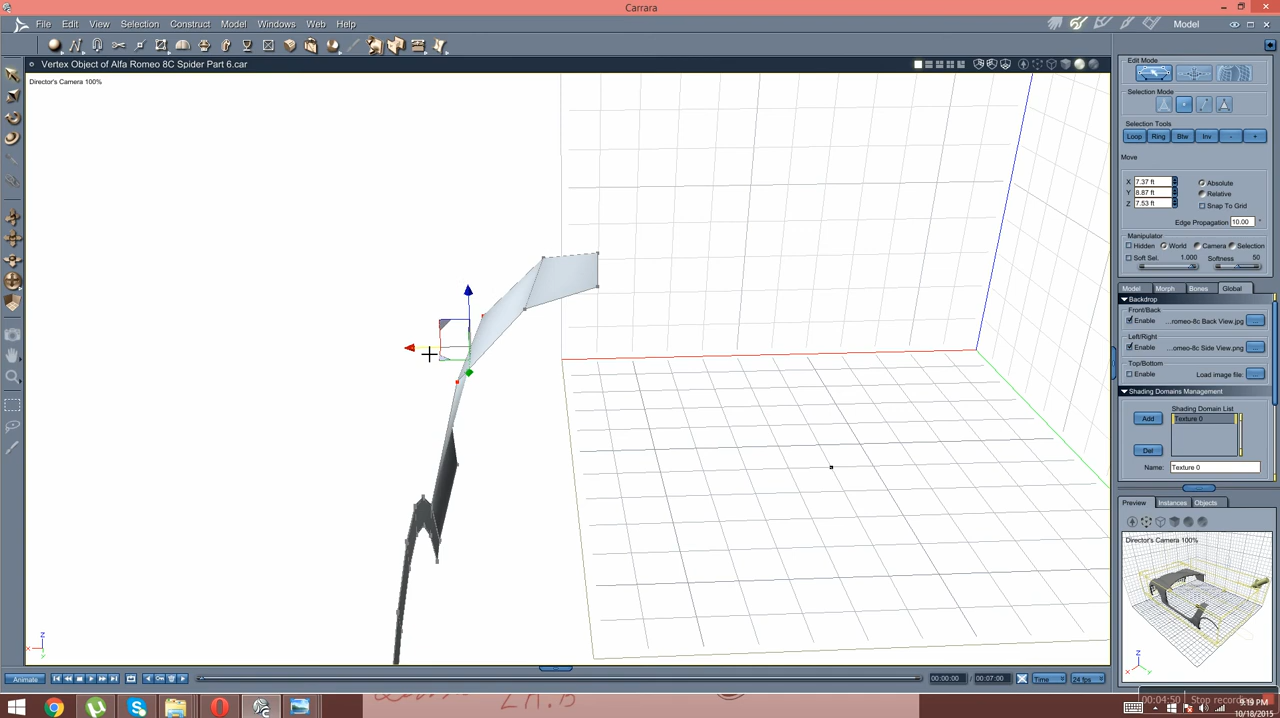 Carrara
File Edit View Selection Construct Model Windows Web Help
Model
Vertex Object of Alfa Romeo 8C Spider Part 6.car
Director's Camera 100%
Edit Mode
Selection Mode
Selection Tools
Loop Ring Btw Inv - +
Move
X 7.37 ft Absolute
Y 8.87 ft Relative
Z 7.53 ft Snap To Grid
Edge Propagation 10.00 °
Manipulator
Hidden World Camera Selection
Soft Sel. 1.000 Softness 50
Model Morph Bones Global
Backdrop
Front/Back
Enable ...romeo-8c Back View.jpg ...
Left/Right
Enable ...omeo-8c Side View.png ...
Top/Bottom
Enable Load image file: ...
Shading Domains Management
Shading Domain List
Add Texture 0
Del
Name: Texture 0
Preview Instances Objects
Director's Camera 100%
Z
X
Y
Z
X
Y
Animate 00:00:00 00:07:00 Time 24 fps
00:04:50 Stop recording
9:19 PM
10/18/2015